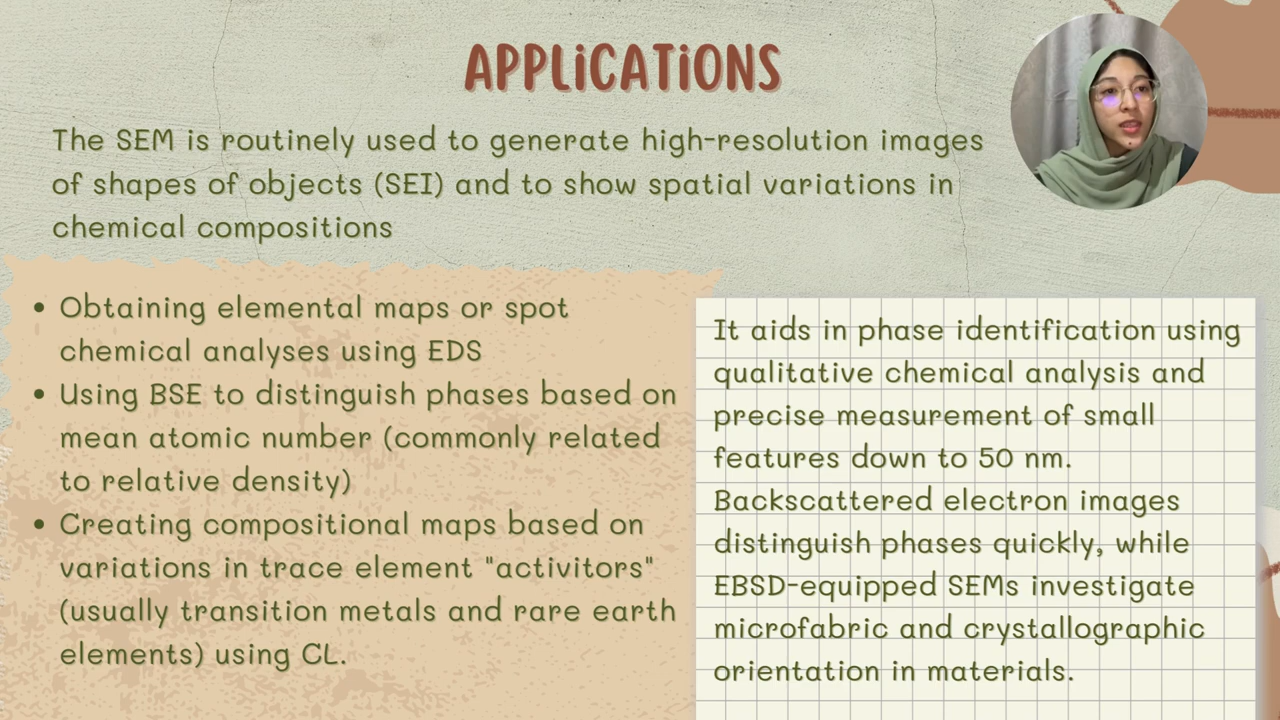 APPLiCATiONS
The SEM is routinely used to generate high-resolution images
of shapes of objects (SEI) and to show spatial variations in
chemical compositions
• Obtaining elemental maps or spot
chemical analyses using EDS
• Using BSE to distinguish phases based on
mean atomic number (commonly related
to relative density)
• Creating compositional maps based on
variations in trace element "activitors"
(usually transition metals and rare earth
elements) using CL.
It aids in phase identification using
qualitative chemical analysis and
precise measurement of small
features down to 50 nm.
Backscattered electron images
distinguish phases quickly, while
EBSD-equipped SEMs investigate
microfabric and crystallographic
orientation in materials.